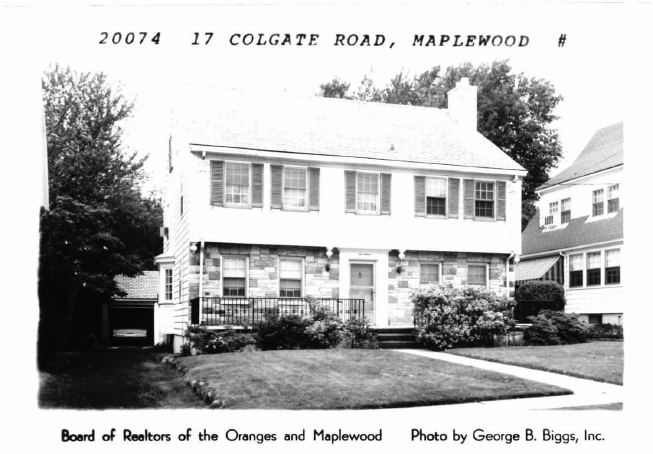 20074 17 COLGATE ROAD, MAPLEWOOD #
Board of Realtors of the Oranges and Maplewood Photo by George B. Biggs, Inc.